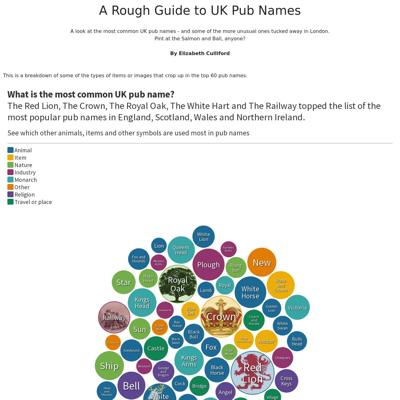 A Rough Guide to UK Pub Names
A look at the most common UK pub names - and some of the more unusual ones tucked away in London.
Pint at the Salmon and Ball, anyone?
By Elizabeth Culliford
This is a breakdown of some of the types of items or images that crop up in the top 60 pub names.
What is the most common UK pub name?
The Red Lion, The Crown, The Royal Oak, The White Hart and The Railway topped the list of the
most popular pub names in England, Scotland, Wales and Northern Ireland.
See which other animals, items and other symbols are used most in pub names
Animal
Item
Nature
Industry
Monarch
Other
Religion
Travel or place
White
Lion
Lion
Queens
Head
Plough
New
Star
Royal
Oak
Lamb
Royal
White
Horse
Kings
Head
Victoria
Railway
Crown
Sun
Black
Bull
Castle
Fox
Kings
Arms
Ship
Black
Horse
Red
Lion
Cross
Keys
Bell
Cock
Bridge
Angel
White